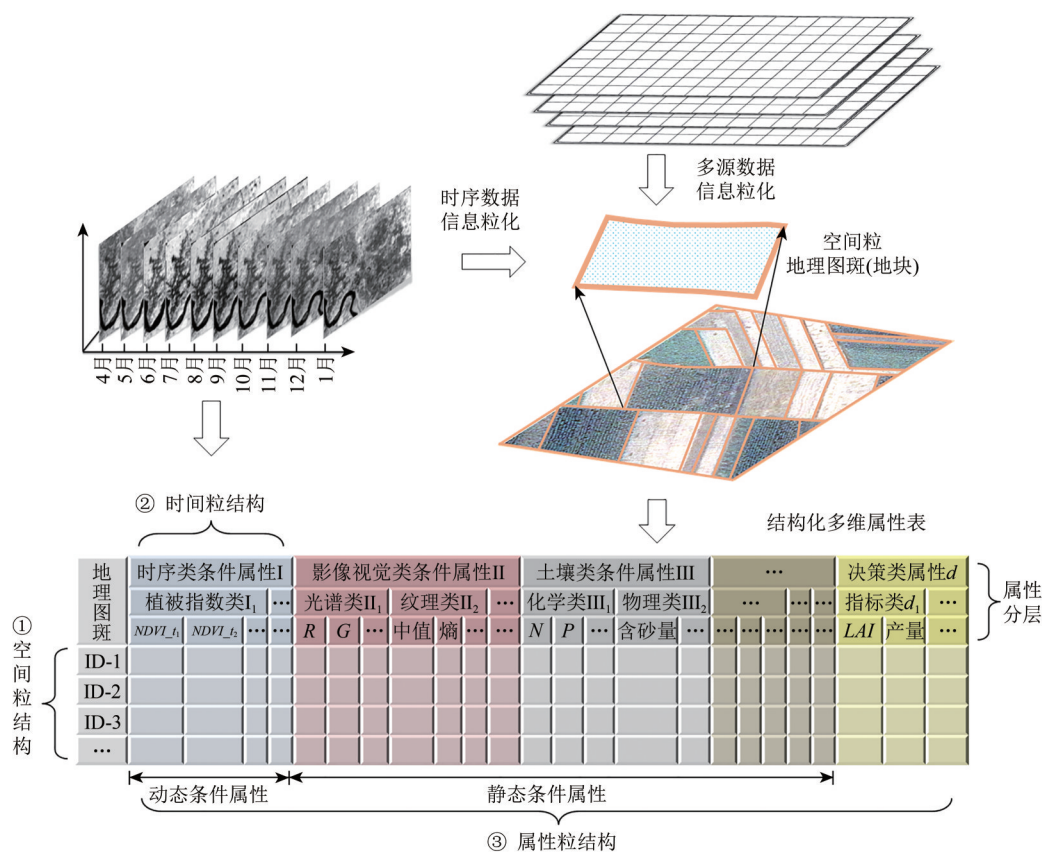 多源数据
信息粒化
时序数据
信息粒化
空间粒
地理图斑(地块)
4月 5月 6月 7月 8月 9月 10月 11月 12月 1月
② 时间粒结构
结构化多维属性表
地理图斑
时序类条件属性I 影像视觉类条件属性II 土壤类条件属性III … 决策类属性d
植被指数类I₁ … 光谱类II₁ 纹理类II₂ … 化学类III₁ 物理类III₂ … … … 指标类d₁ …
NDVI_t₁ NDVI_t₂ … … R G … 中值 熵 … … N P … 含砂量 … … … … … … LAI 产量 …
属性分层
① 空间粒结构
ID-1
ID-2
ID-3
…
动态条件属性 静态条件属性
③ 属性粒结构